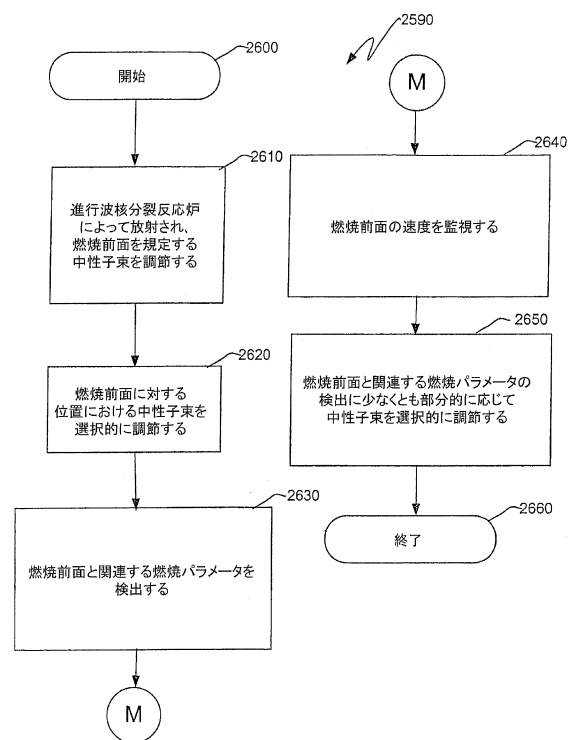 2590
2600
開始
2610
進行波核分裂反応炉
によって放射され、
燃焼前面を規定する
中性子束を調節する
2620
燃焼前面に対する
位置における中性子束を
選択的に調節する
2630
燃焼前面と関連する燃焼パラメータを
検出する
M
M
2640
燃焼前面の速度を監視する
2650
燃焼前面と関連する燃焼パラメータの
検出に少なくとも部分的に応じて
中性子束を選択的に調節する
2660
終了